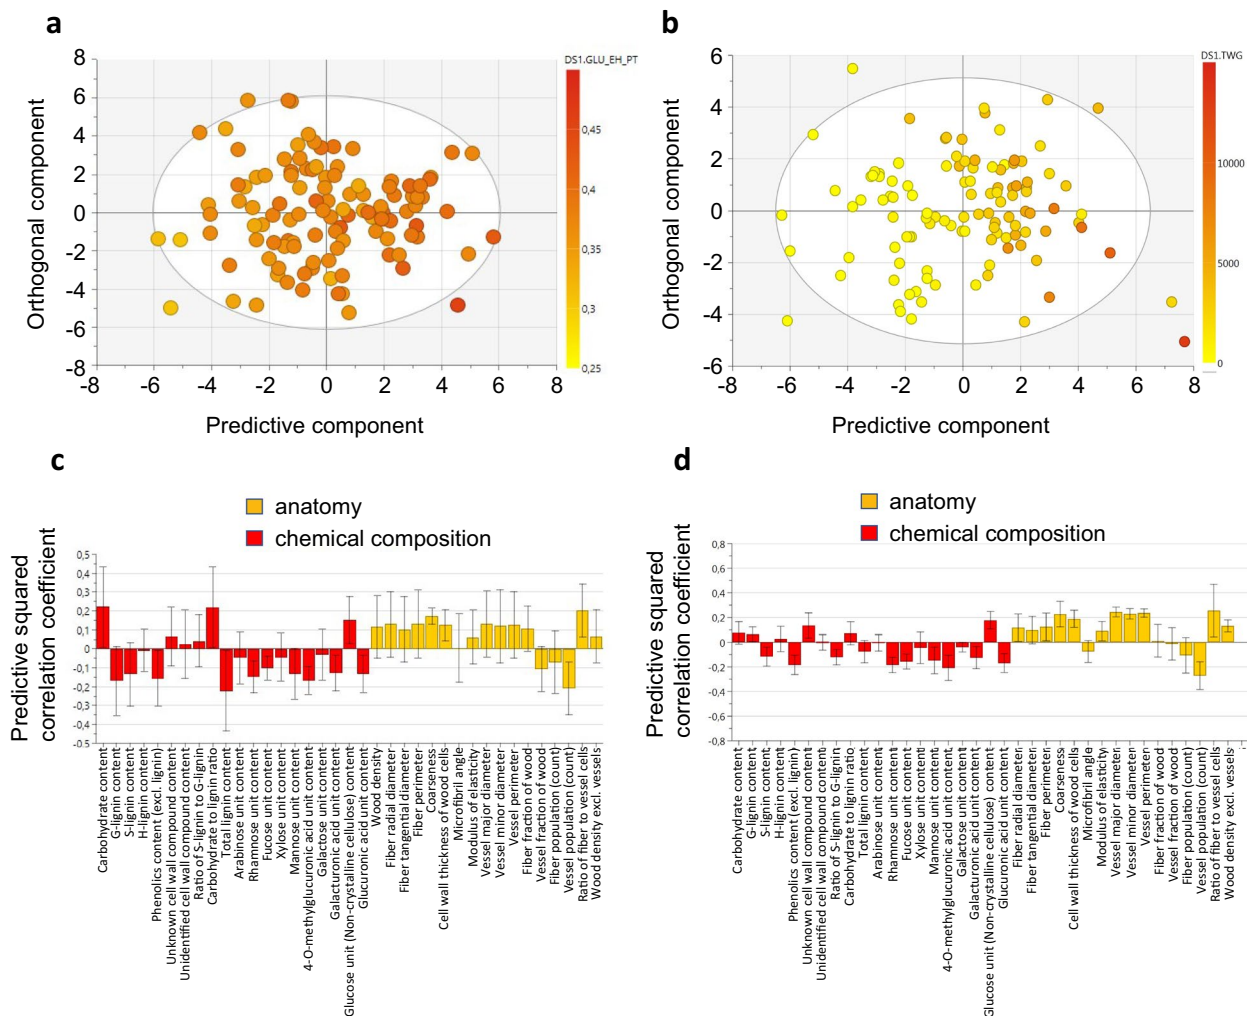 a
8
6
4
2
0
-2
-4
-6
-8
-8
-6
-4
-2
0
2
4
6
8
Orthogonal component
Predictive component
DS1.GLU_EH_PT
0,45
0,4
0,35
0,3
0,25
b
6
4
2
0
-2
-4
-6
-8
-6
-4
-2
0
2
4
6
8
Orthogonal component
Predictive component
DS1.TWG
10000
5000
0
c
anatomy
chemical composition
Predictive squared
correlation coefficient
0,5
0,4
0,3
0,2
0,1
0
-0,1
-0,2
-0,3
-0,4
-0.5
Carbohydrate content
G-lignin content
S-lignin content
H-lignin content
Phenolics content (excl. lignin)
Unknown cell wall compound content
Unidentified cell wall compound content
Ratio of S-lignin to G-lignin
Carbohydrate to lignin ratio
Total lignin content
Arabinose unit content
Rhamnose unit content
Fucose unit content
Xylose unit content
Mannose unit content
4-O-methylglucuronic acid unit content
Galactose unit content
Galacturonic acid unit content
Glucose unit (Non-crystalline cellulose) content
Glucuronic acid unit content
Wood density
Fiber radial diameter
Fiber tangential diameter
Fiber perimeter
Coarseness
Cell wall thickness of wood cells
Microfibril angle
Modulus of elasticity
Vessel major diameter
Vessel minor diameter
Vessel perimeter
Fiber fraction of wood
Vessel fraction of wood
Fiber population (count)
Vessel population (count)
Ratio of fiber to vessel cells
Wood density excl. vessels
d
anatomy
chemical composition
Predictive squared
correlation coefficient
0,8
0,6
0,4
0,2
0
-0,2
-0,4
-0,6
-0,8
Carbohydrate content
G-lignin content
S-lignin content
H-lignin content
Phenolics content (excl. lignin)
Unknown cell wall compound content
Unidentified cell wall compound content
Ratio of S-lignin to G-lignin
Carbohydrate to lignin ratio
Total lignin content
Arabinose unit content
Rhamnose unit content
Fucose unit content
Xylose unit content
Mannose unit content
4-O-methylglucuronic acid unit content
Galactose unit content
Galacturonic acid unit content
Glucose unit (Non-crystalline cellulose) content
Glucuronic acid unit content
Fiber radial diameter
Fiber tangential diameter
Fiber perimeter
Coarseness
Cell wall thickness of wood cells
Microfibril angle
Modulus of elasticity
Vessel major diameter
Vessel minor diameter
Vessel perimeter
Fiber fraction of wood
Vessel fraction of wood
Fiber population (count)
Vessel population (count)
Ratio of fiber to vessel cells
Wood density excl. vessels